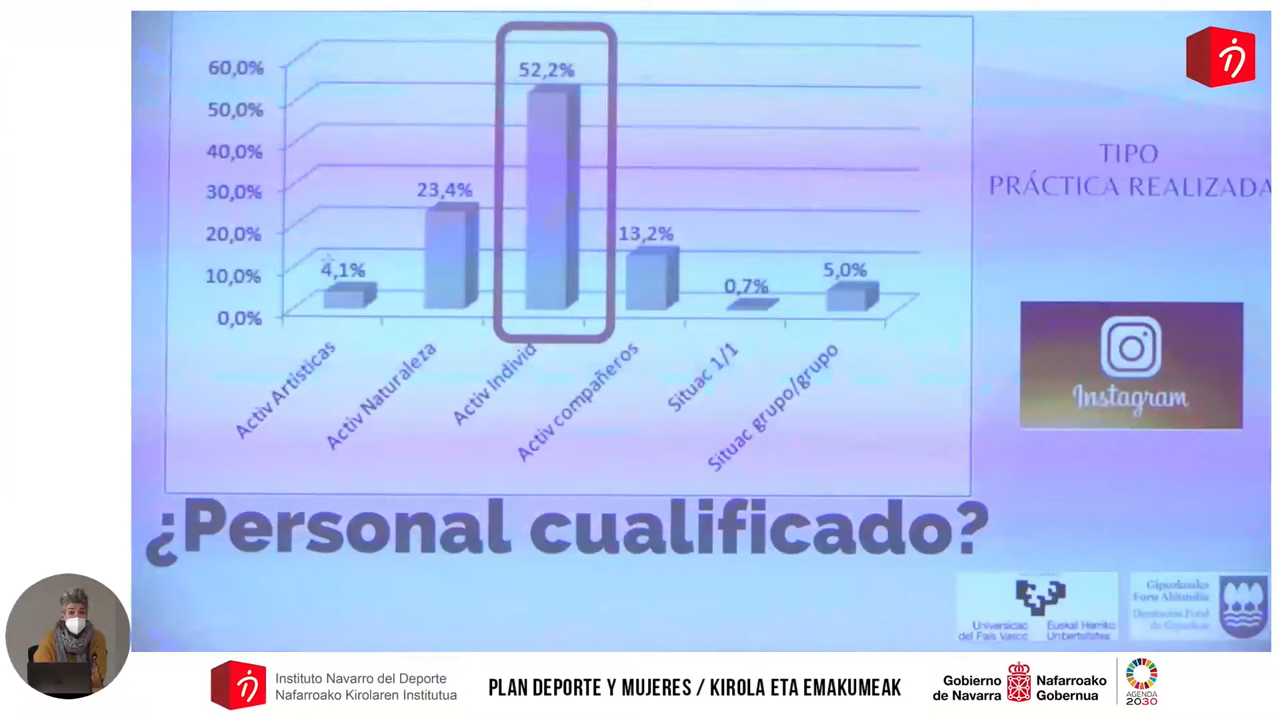 60,0%
50,0%
40,0%
30,0%
20,0%
10,0%
0,0%
4,1%
23,4%
52,2%
13,2%
0,7%
5,0%
Activ Artisticas
Activ Naturaleza
Activ Individ
Activ compañeros
Situac 1/1
Situac grupo/grupo
TIPO
PRÁCTICA REALIZADA
Instagram
¿Personal cualificado?
Universidad Euskal Herriko
del País Vasco Unibertsitatea
Gipuzkoako
Foru Aldundia
Diputación Foral
de Gipuzkoa
Instituto Navarro del Deporte
Nafarroako Kirolaren Institutua
PLAN DEPORTE Y MUJERES / KIROLA ETA EMAKUMEAK
Gobierno Nafarroako
de Navarra Gobernua
AGENDA
2030